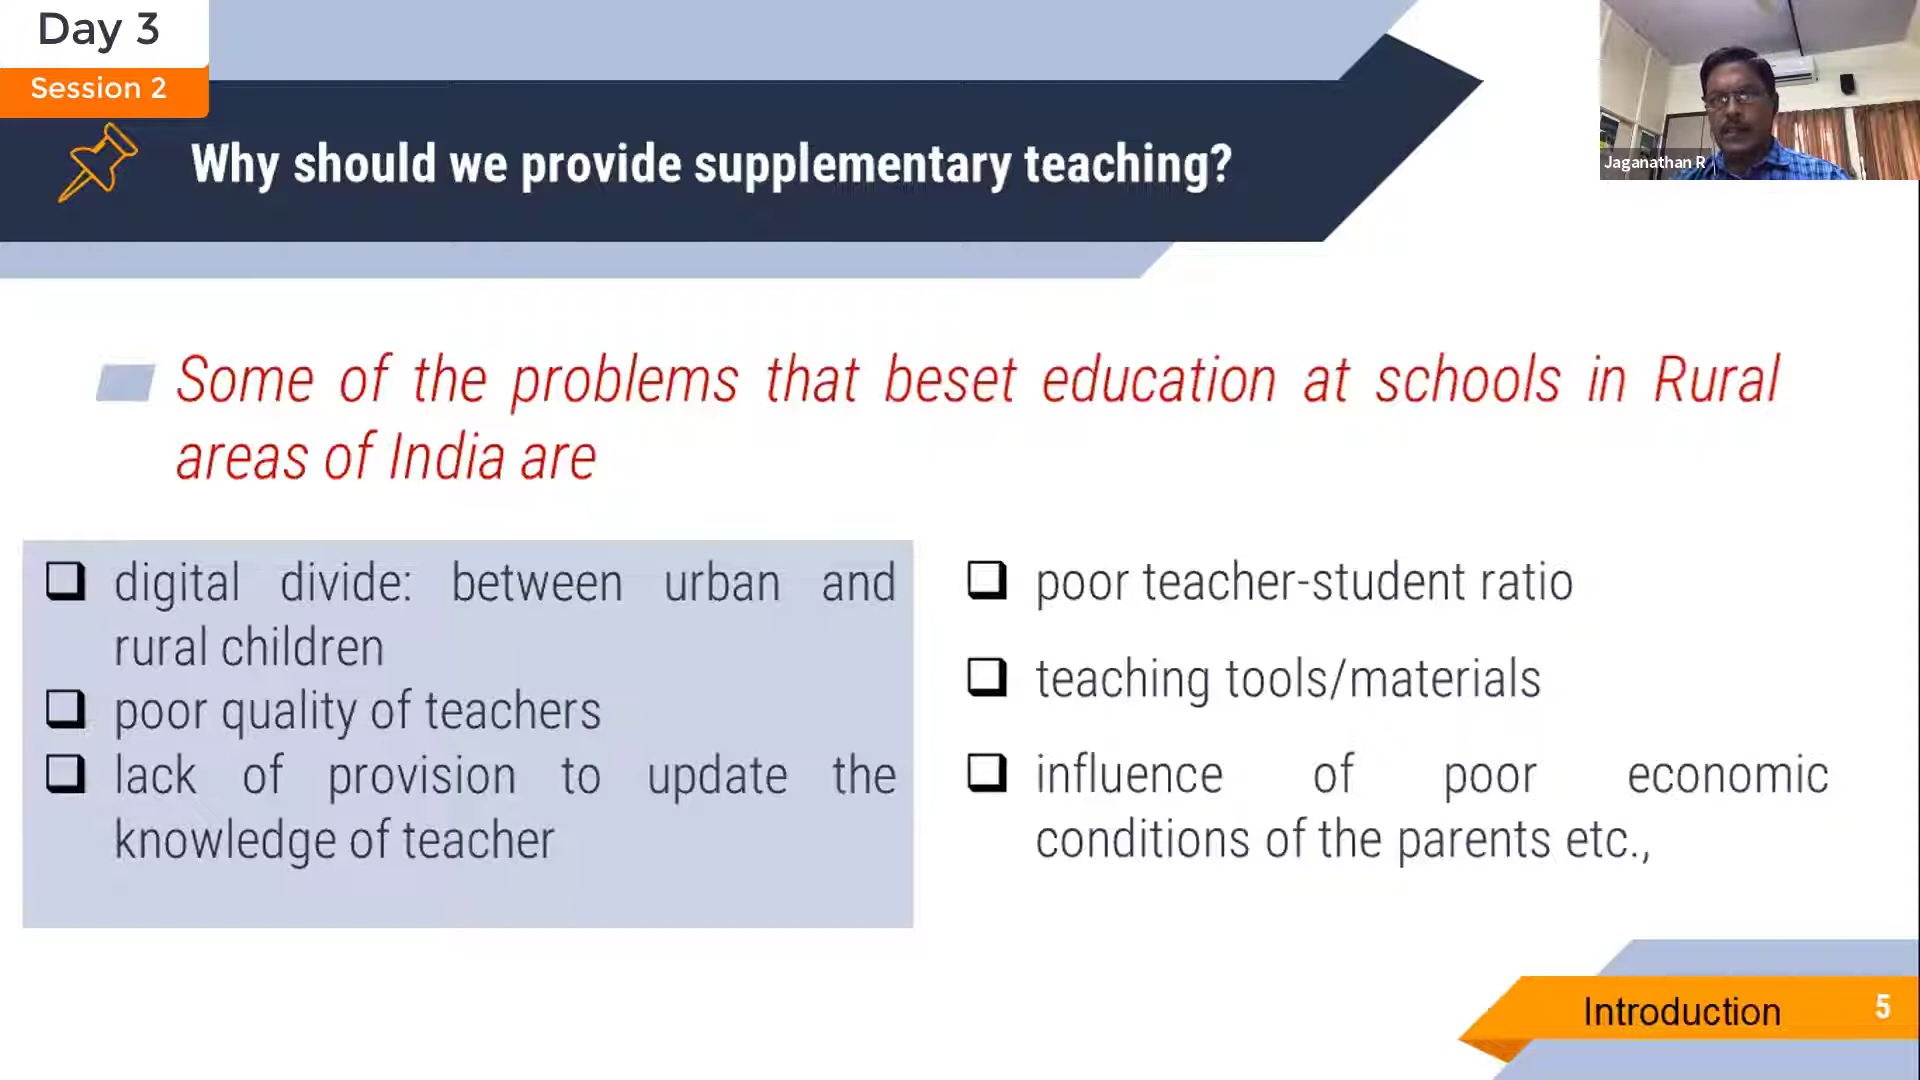 Day 3
Session 2
Why should we provide supplementary teaching?
Jaganathan R
Some of the problems that beset education at schools in Rural
areas of India are
digital divide: between urban and
rural children
poor quality of teachers
lack of provision to update the
knowledge of teacher
poor teacher-student ratio
teaching tools/materials
influence of poor economic
conditions of the parents etc.,
Introduction
5